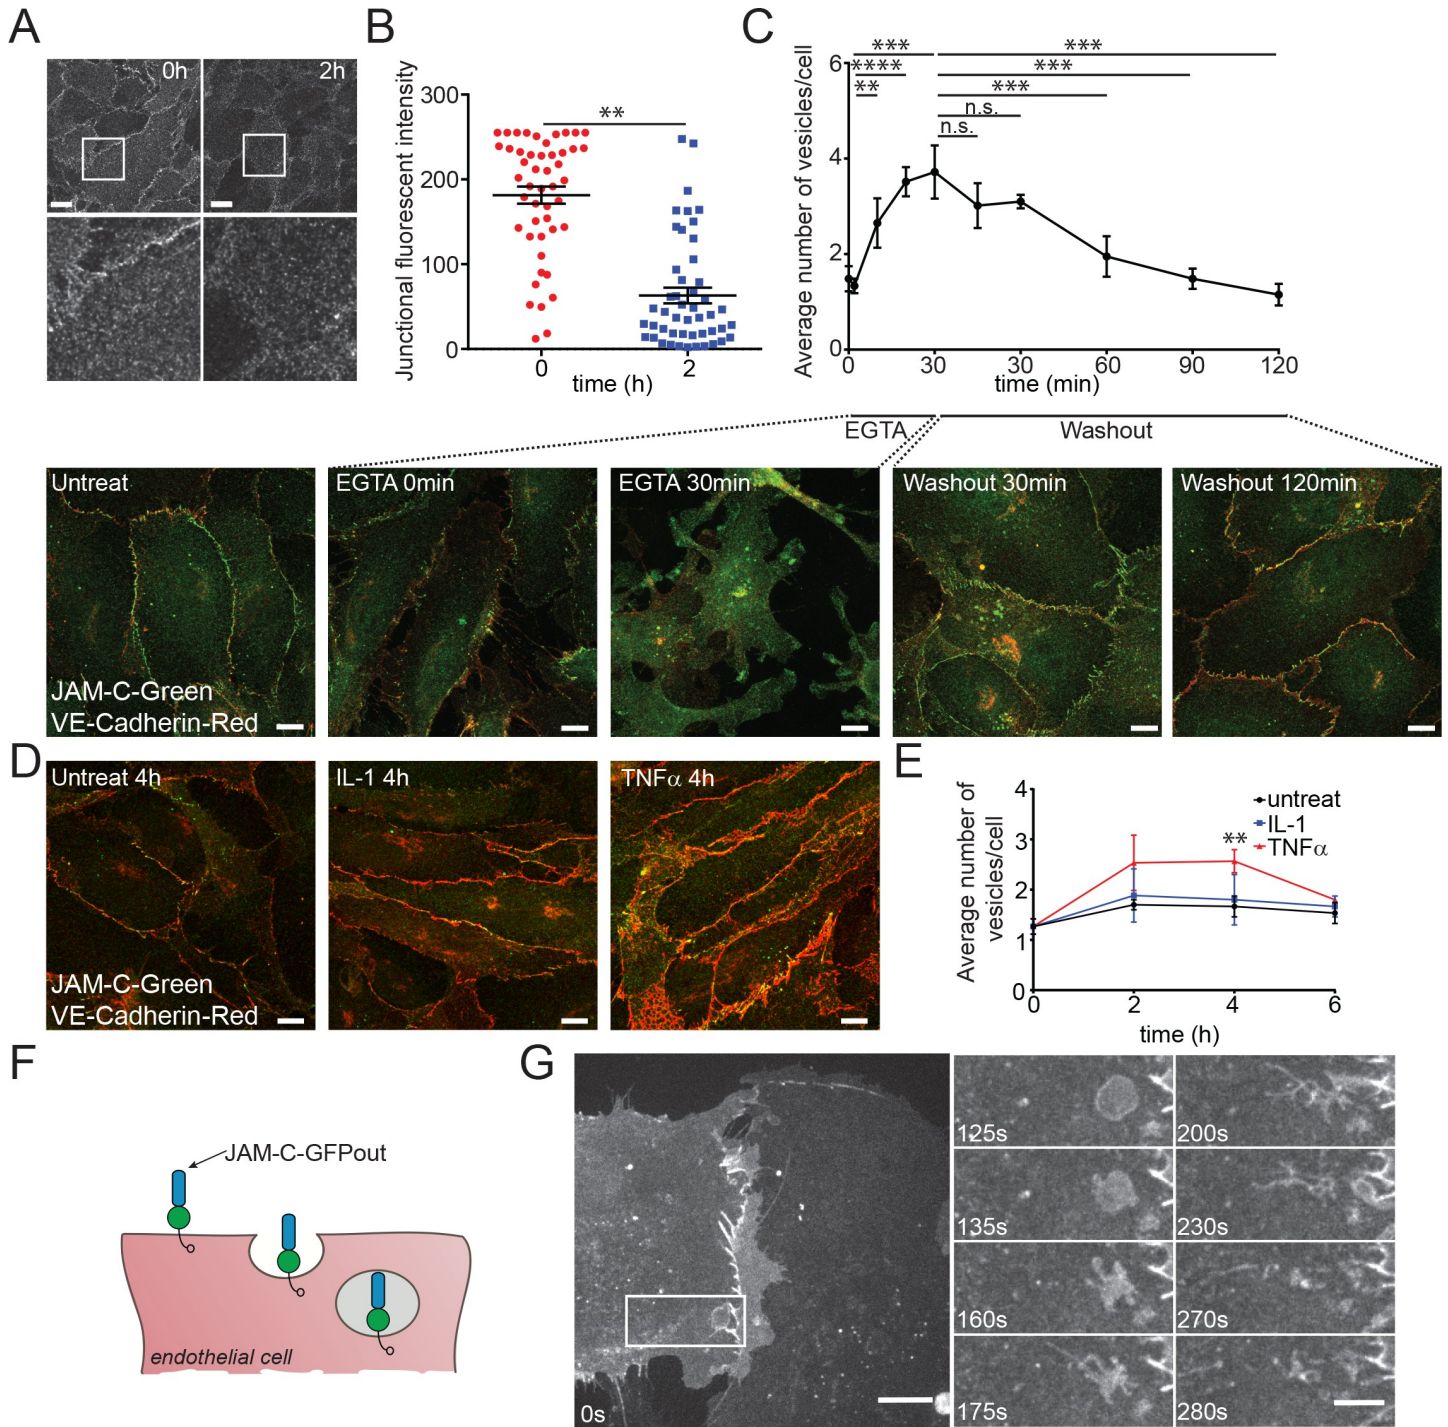 A
0h
2h
B
Junctional fluorescent intensity
300
200
100
0
**
0
2
time (h)
C
Average number of vesicles/cell
6
4
2
0
***
****
**
***
***
***
n.s.
n.s.
0
30
60
90
120
30
time (min)
EGTA
Washout
Untreat
JAM-C-Green
VE-Cadherin-Red
EGTA 0min
EGTA 30min
Washout 30min
Washout 120min
D
Untreat 4h
JAM-C-Green
VE-Cadherin-Red
IL-1 4h
TNFα 4h
E
Average number of
vesicles/cell
4
3
2
1
0
untreat
IL-1
TNFα
**
0
2
4
6
time (h)
F
JAM-C-GFPout
endothelial cell
G
0s
125s
200s
135s
230s
160s
270s
175s
280s